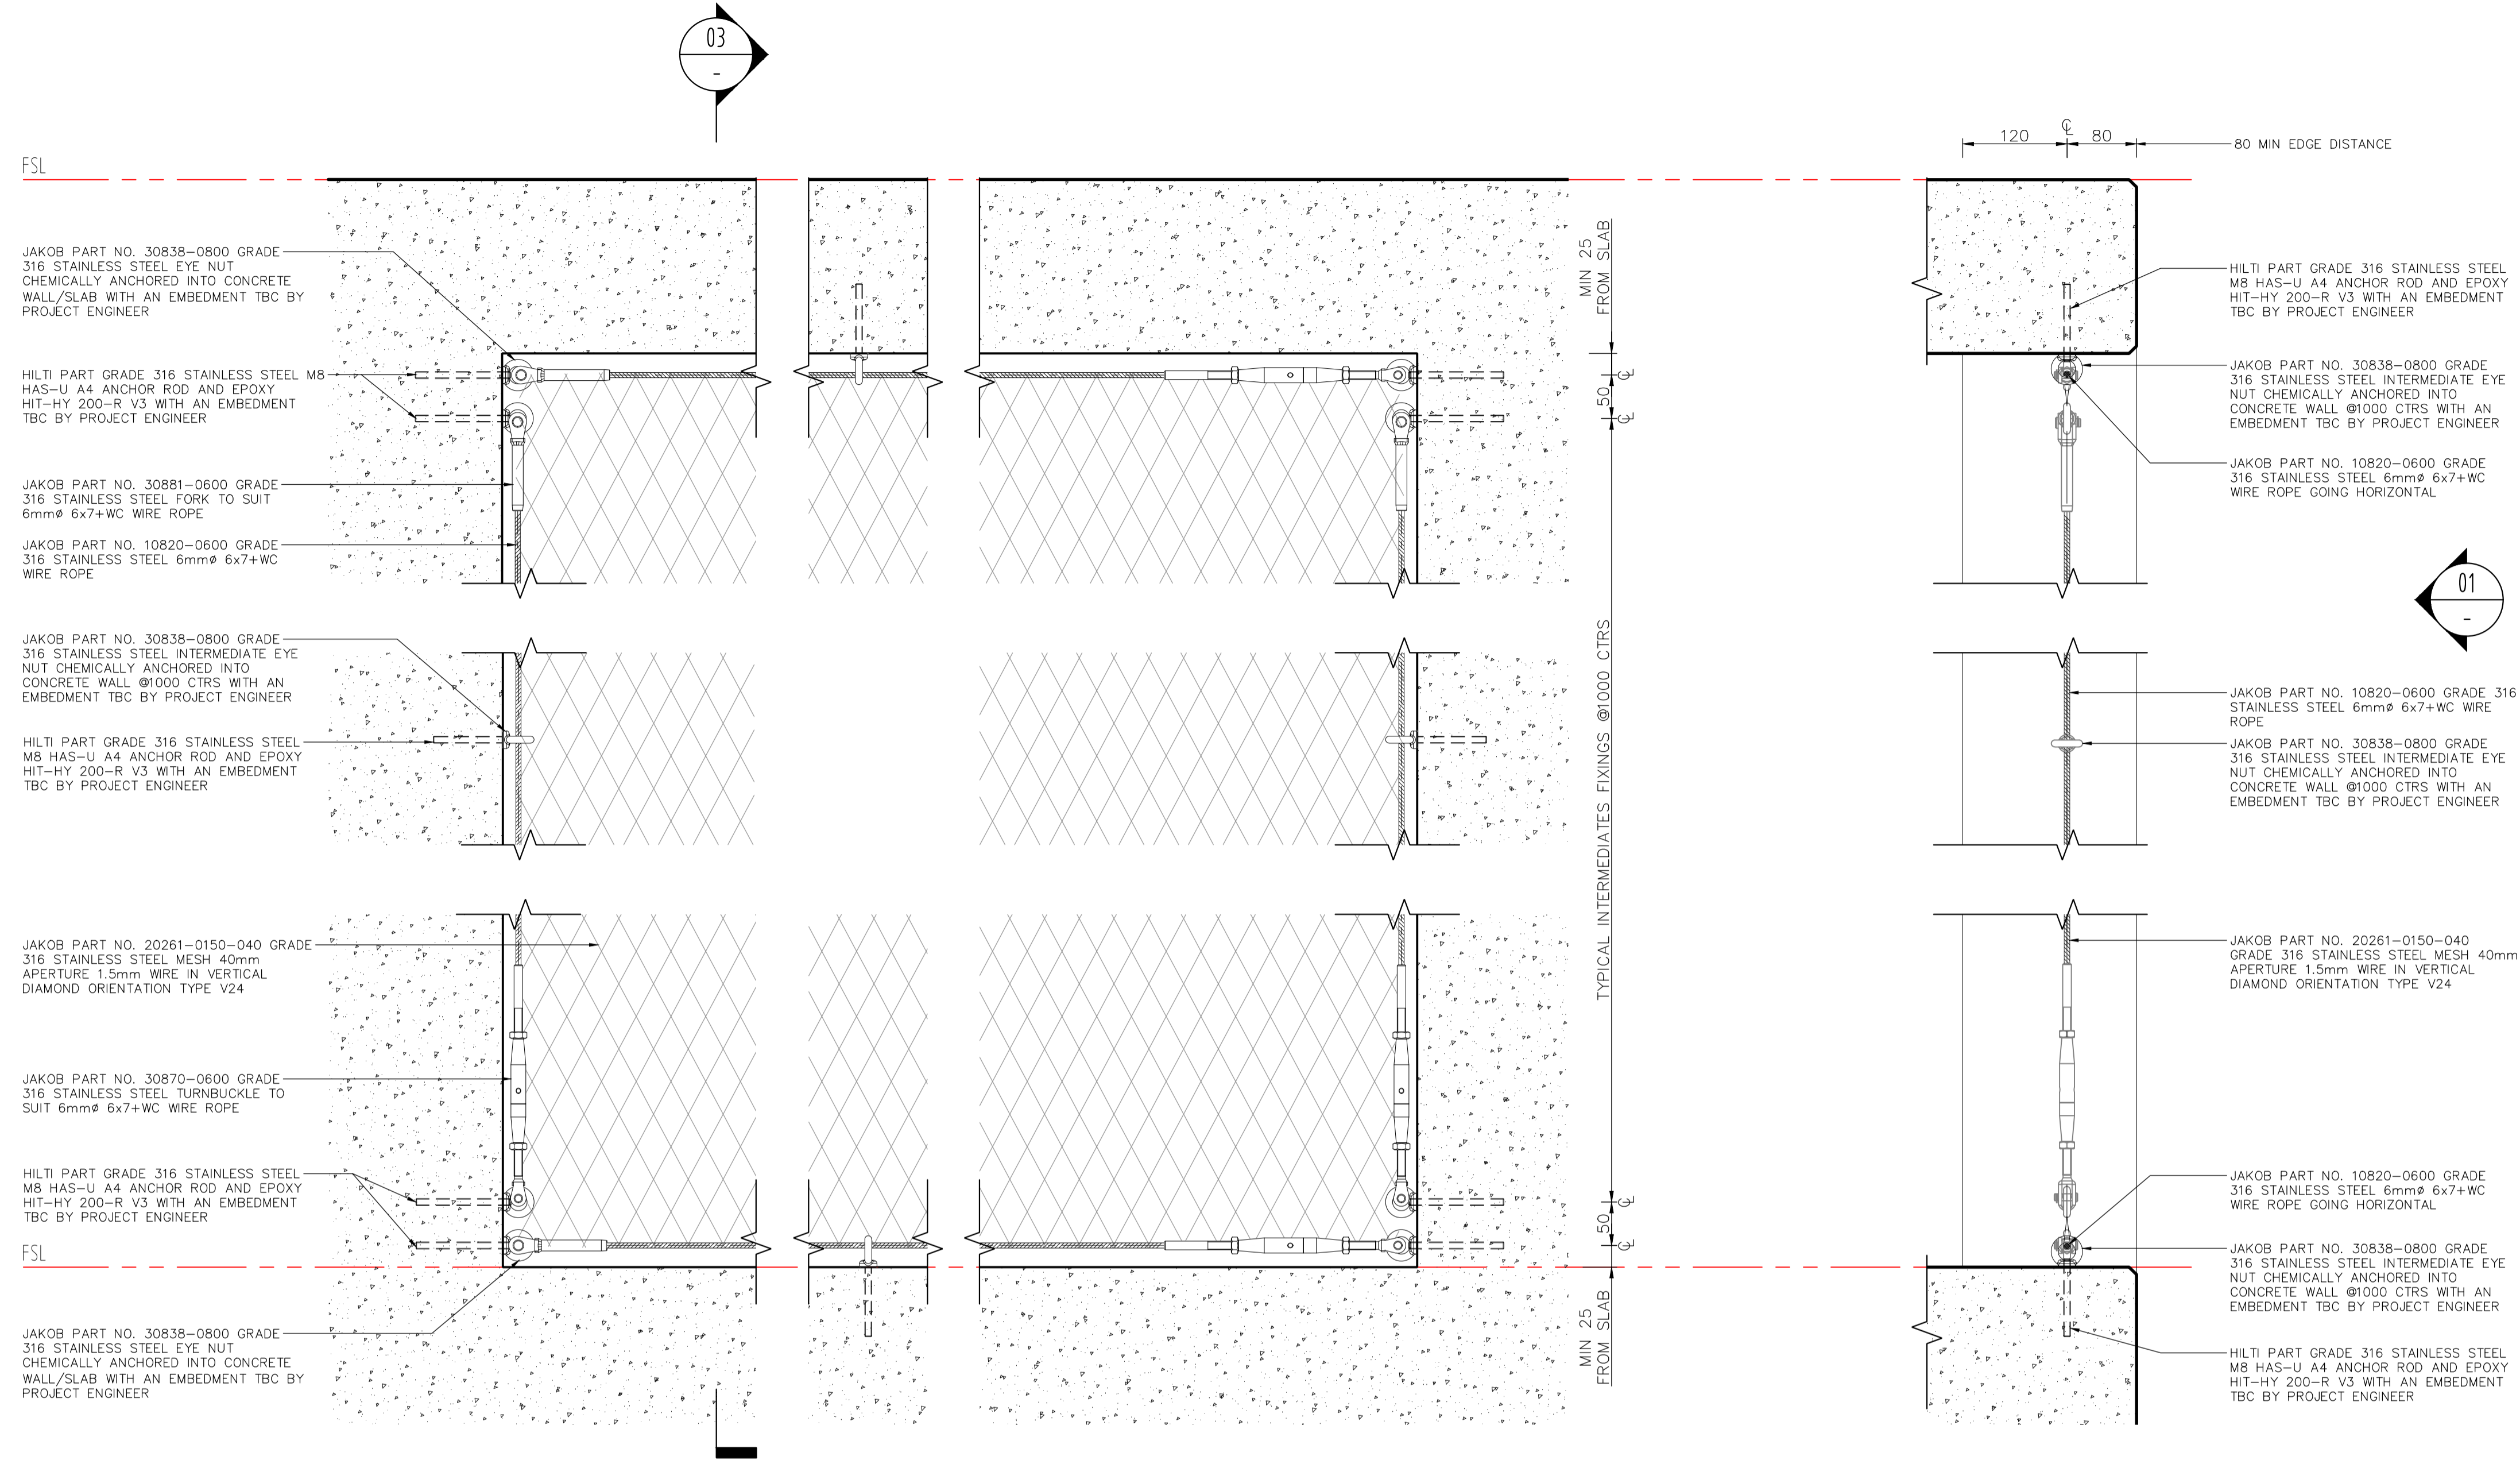 03
-
FSL
JAKOB PART NO. 30838-0800 GRADE
316 STAINLESS STEEL EYE NUT
CHEMICALLY ANCHORED INTO CONCRETE
WALL/SLAB WITH AN EMBEDMENT TBC BY
PROJECT ENGINEER
HILTI PART GRADE 316 STAINLESS STEEL M8
HAS-U A4 ANCHOR ROD AND EPOXY
HIT-HY 200-R V3 WITH AN EMBEDMENT
TBC BY PROJECT ENGINEER
JAKOB PART NO. 30881-0600 GRADE
316 STAINLESS STEEL FORK TO SUIT
6mmø 6x7+WC WIRE ROPE
JAKOB PART NO. 10820-0600 GRADE
316 STAINLESS STEEL 6mmø 6x7+WC
WIRE ROPE
JAKOB PART NO. 30838-0800 GRADE
316 STAINLESS STEEL INTERMEDIATE EYE
NUT CHEMICALLY ANCHORED INTO
CONCRETE WALL @1000 CTRS WITH AN
EMBEDMENT TBC BY PROJECT ENGINEER
HILTI PART GRADE 316 STAINLESS STEEL
M8 HAS-U A4 ANCHOR ROD AND EPOXY
HIT-HY 200-R V3 WITH AN EMBEDMENT
TBC BY PROJECT ENGINEER
JAKOB PART NO. 20261-0150-040 GRADE
316 STAINLESS STEEL MESH 40mm
APERTURE 1.5mm WIRE IN VERTICAL
DIAMOND ORIENTATION TYPE V24
JAKOB PART NO. 30870-0600 GRADE
316 STAINLESS STEEL TURNBUCKLE TO
SUIT 6mmø 6x7+WC WIRE ROPE
HILTI PART GRADE 316 STAINLESS STEEL
M8 HAS-U A4 ANCHOR ROD AND EPOXY
HIT-HY 200-R V3 WITH AN EMBEDMENT
TBC BY PROJECT ENGINEER
FSL
JAKOB PART NO. 30838-0800 GRADE
316 STAINLESS STEEL EYE NUT
CHEMICALLY ANCHORED INTO CONCRETE
WALL/SLAB WITH AN EMBEDMENT TBC BY
PROJECT ENGINEER
MIN 25
FROM SLAB
50
℄
℄
TYPICAL INTERMEDIATES FIXINGS @1000 CTRS
50
℄
℄
MIN 25
FROM SLAB
120
℄
80
80 MIN EDGE DISTANCE
HILTI PART GRADE 316 STAINLESS STEEL
M8 HAS-U A4 ANCHOR ROD AND EPOXY
HIT-HY 200-R V3 WITH AN EMBEDMENT
TBC BY PROJECT ENGINEER
JAKOB PART NO. 30838-0800 GRADE
316 STAINLESS STEEL INTERMEDIATE EYE
NUT CHEMICALLY ANCHORED INTO
CONCRETE WALL @1000 CTRS WITH AN
EMBEDMENT TBC BY PROJECT ENGINEER
JAKOB PART NO. 10820-0600 GRADE
316 STAINLESS STEEL 6mmø 6x7+WC
WIRE ROPE GOING HORIZONTAL
01
-
JAKOB PART NO. 10820-0600 GRADE 316
STAINLESS STEEL 6mmø 6x7+WC WIRE
ROPE
JAKOB PART NO. 30838-0800 GRADE
316 STAINLESS STEEL INTERMEDIATE EYE
NUT CHEMICALLY ANCHORED INTO
CONCRETE WALL @1000 CTRS WITH AN
EMBEDMENT TBC BY PROJECT ENGINEER
JAKOB PART NO. 20261-0150-040
GRADE 316 STAINLESS STEEL MESH 40mm
APERTURE 1.5mm WIRE IN VERTICAL
DIAMOND ORIENTATION TYPE V24
JAKOB PART NO. 10820-0600 GRADE
316 STAINLESS STEEL 6mmø 6x7+WC
WIRE ROPE GOING HORIZONTAL
JAKOB PART NO. 30838-0800 GRADE
316 STAINLESS STEEL INTERMEDIATE EYE
NUT CHEMICALLY ANCHORED INTO
CONCRETE WALL @1000 CTRS WITH AN
EMBEDMENT TBC BY PROJECT ENGINEER
HILTI PART GRADE 316 STAINLESS STEEL
M8 HAS-U A4 ANCHOR ROD AND EPOXY
HIT-HY 200-R V3 WITH AN EMBEDMENT
TBC BY PROJECT ENGINEER